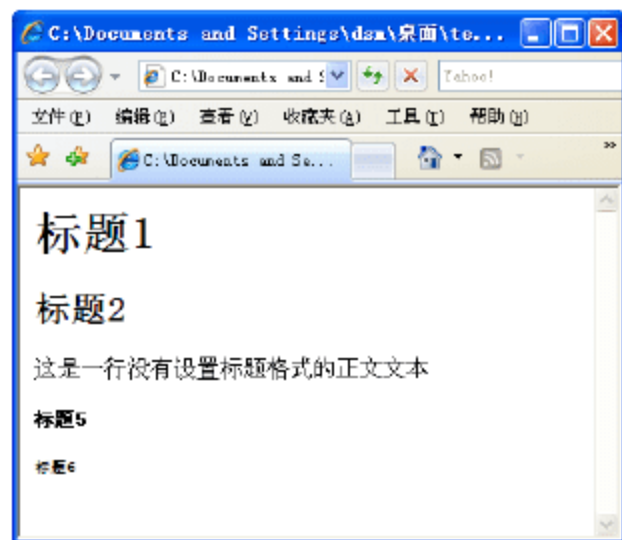 C:\Documents and Settings\dsm\桌面\te...
C:\Documents and S
Yahoo!
文件(F) 编辑(E) 查看(V) 收藏夹(A) 工具(T) 帮助(H)
C:\Documents and Se...
标题1
标题2
这是一行没有设置标题格式的正文文本
标题5
标题6